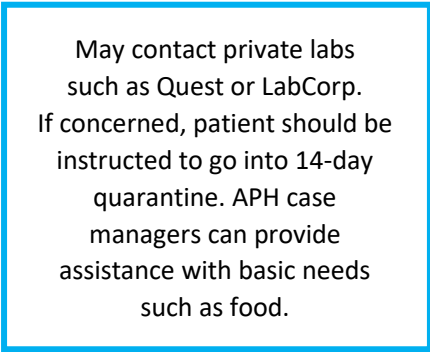 May contact private labs
such as Quest or LabCorp.
If concerned, patient should be
instructed to go into 14-day
quarantine. APH case
managers can provide
assistance with basic needs
such as food.